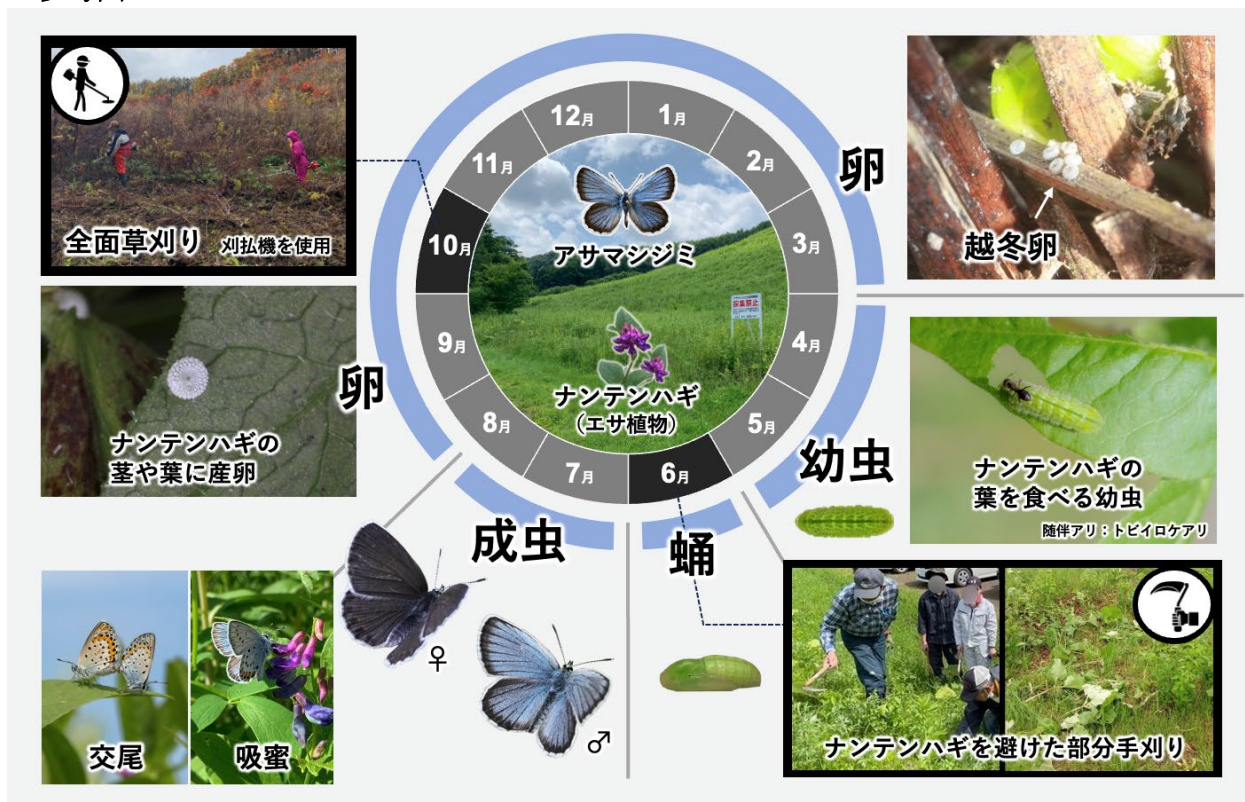 全面草刈り 刈払機を使用
ナンテンハギの
茎や葉に産卵
交尾
吸蜜
12月
1月
2月
3月
4月
5月
6月
7月
8月
9月
10月
11月
アサマシジミ
採集禁止
ナンテンハギ
(エサ植物)
卵
卵
成虫
蛹
幼虫
♀
♂
越冬卵
ナンテンハギの
葉を食べる幼虫
随伴アリ：トビイロケアリ
ナンテンハギを避けた部分手刈り